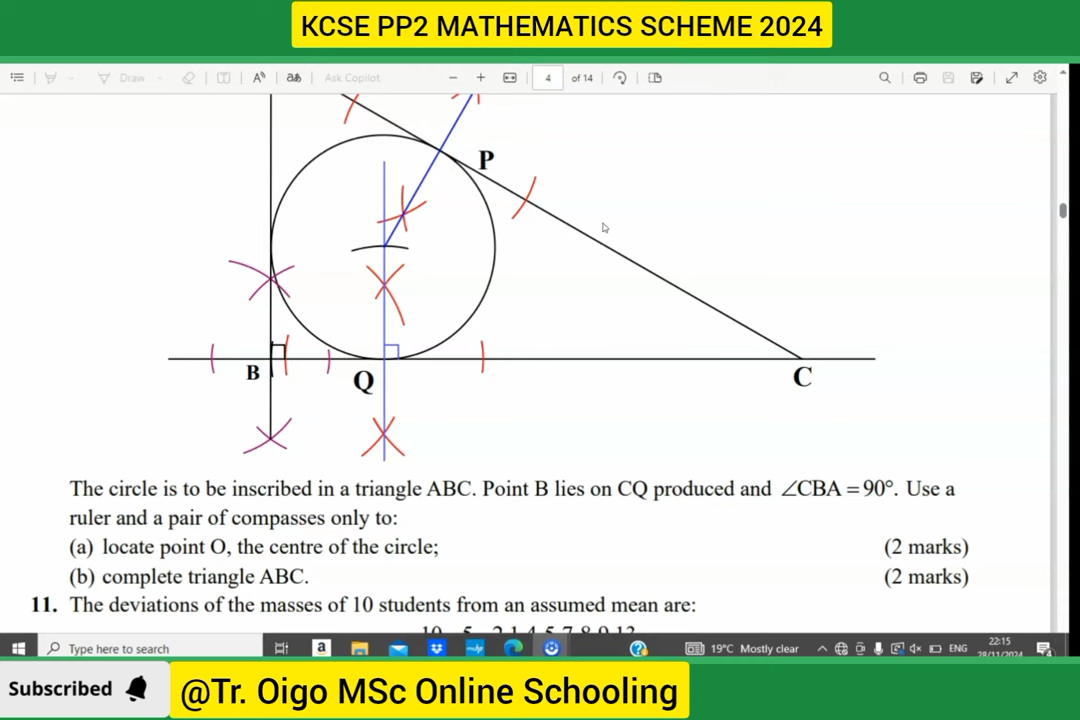 KCSE PP2 MATHEMATICS SCHEME 2024
Draw
Ask Copilot
4 of 14
P
B
Q
C
The circle is to be inscribed in a triangle ABC. Point B lies on CQ produced and ∠CBA = 90°. Use a
ruler and a pair of compasses only to:
(a) locate point O, the centre of the circle; (2 marks)
(b) complete triangle ABC. (2 marks)
11. The deviations of the masses of 10 students from an assumed mean are:
Type here to search
19°C Mostly clear
ENG
22:15
28/11/2024
Subscribed
@Tr. Oigo MSc Online Schooling